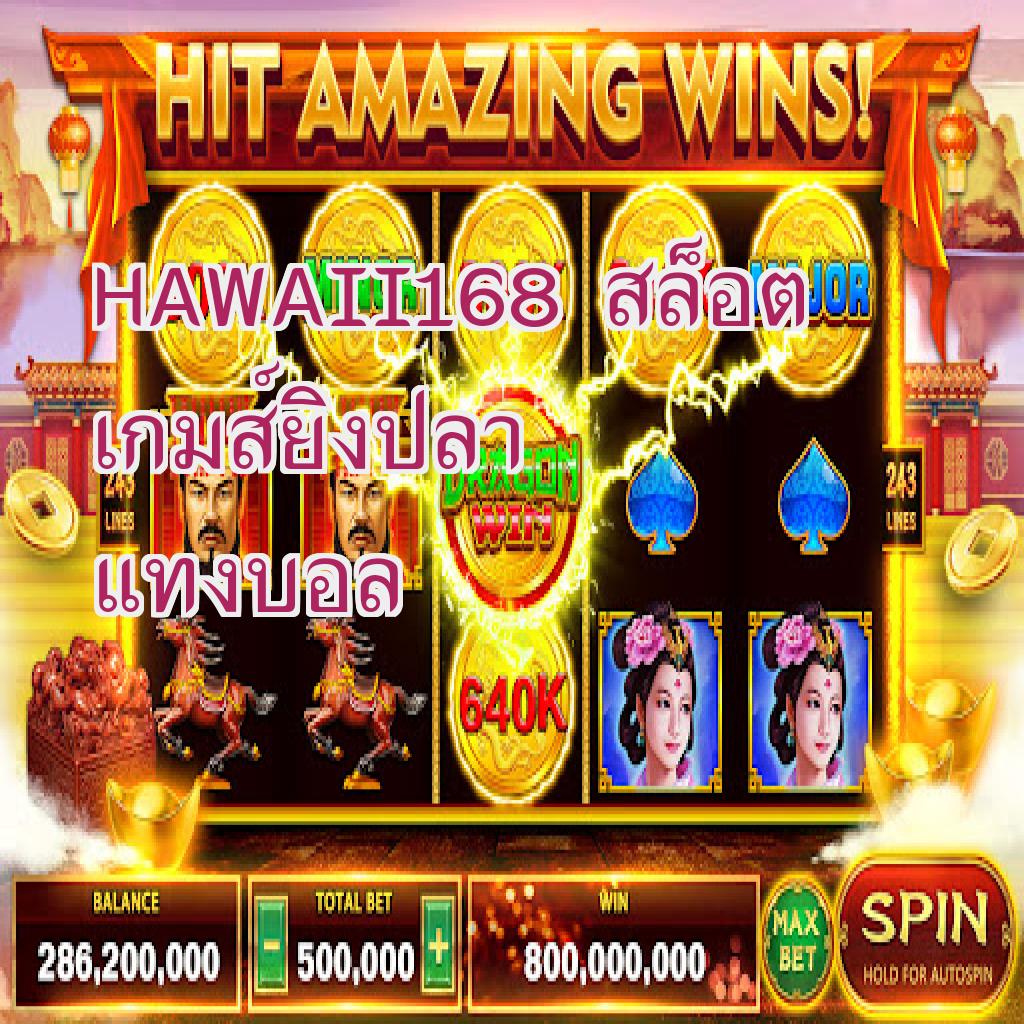 HIT AMAZING WINS!
HAWAII168 สล็อต
เกมส์ยิงปลา
แทงบอล
243
LINES
243
LINES
DRAGON
WIN
640K
BALANCE
286,200,000
TOTAL BET
- 500,000 +
WIN
800,000,000
MAX
BET
SPIN
HOLD FOR AUTOSPIN